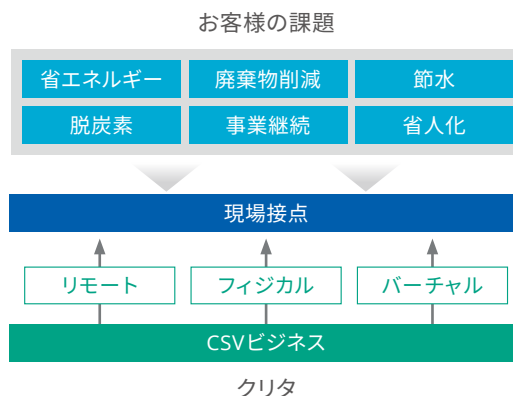 お客様の課題
省エネルギー 廃棄物削減 節水
脱炭素 事業継続 省人化
現場接点
リモート フィジカル バーチャル
CSVビジネス
クリタ